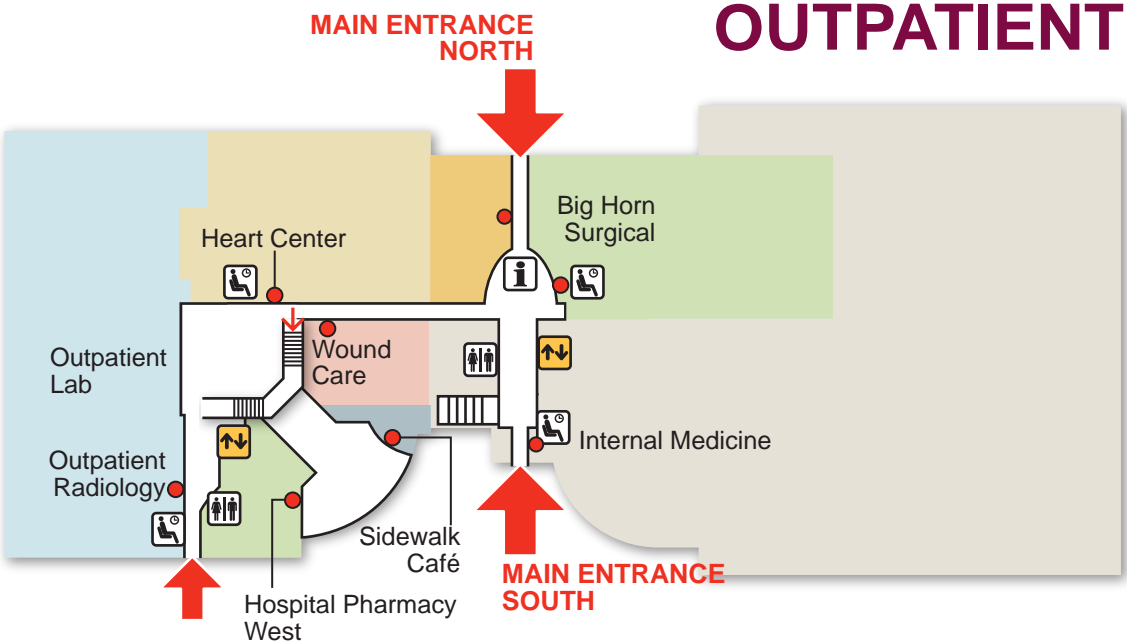 OUTPATIENT
MAIN ENTRANCE
NORTH
Big Horn
Surgical
Heart Center
i
Outpatient
Lab
Wound
Care
Internal Medicine
Outpatient
Radiology
Sidewalk
Café
MAIN ENTRANCE
SOUTH
Hospital Pharmacy
West